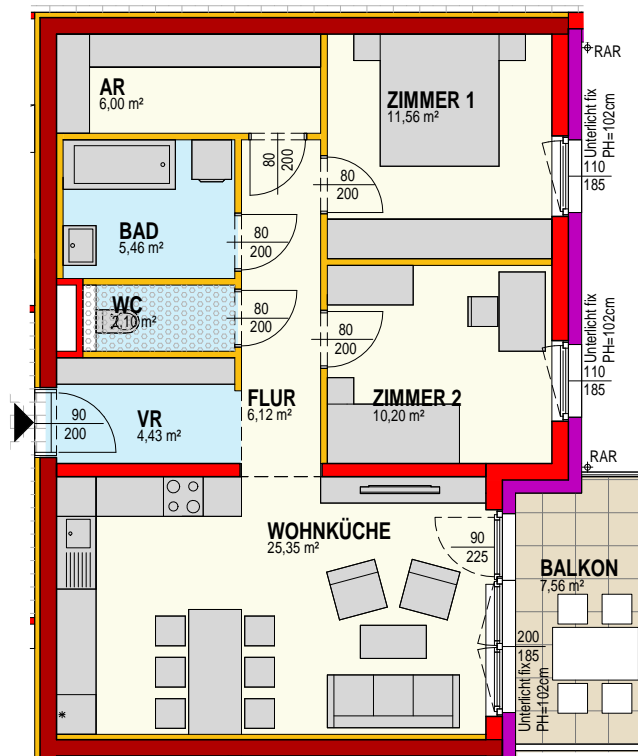 AR
6,00 m²
ZIMMER 1
11,56 m²
RAR
Unterlicht fix
PH=102cm
110
185
80
200
80
200
BAD
5,46 m²
80
200
WC
2,10 m²
80
200
80
200
Unterlicht fix
PH=102cm
110
185
FLUR
6,12 m²
ZIMMER 2
10,20 m²
VR
4,43 m²
90
200
RAR
WOHNKÜCHE
25,35 m²
90
225
BALKON
7,56 m²
200
185
Unterlicht fix
PH=102cm
*